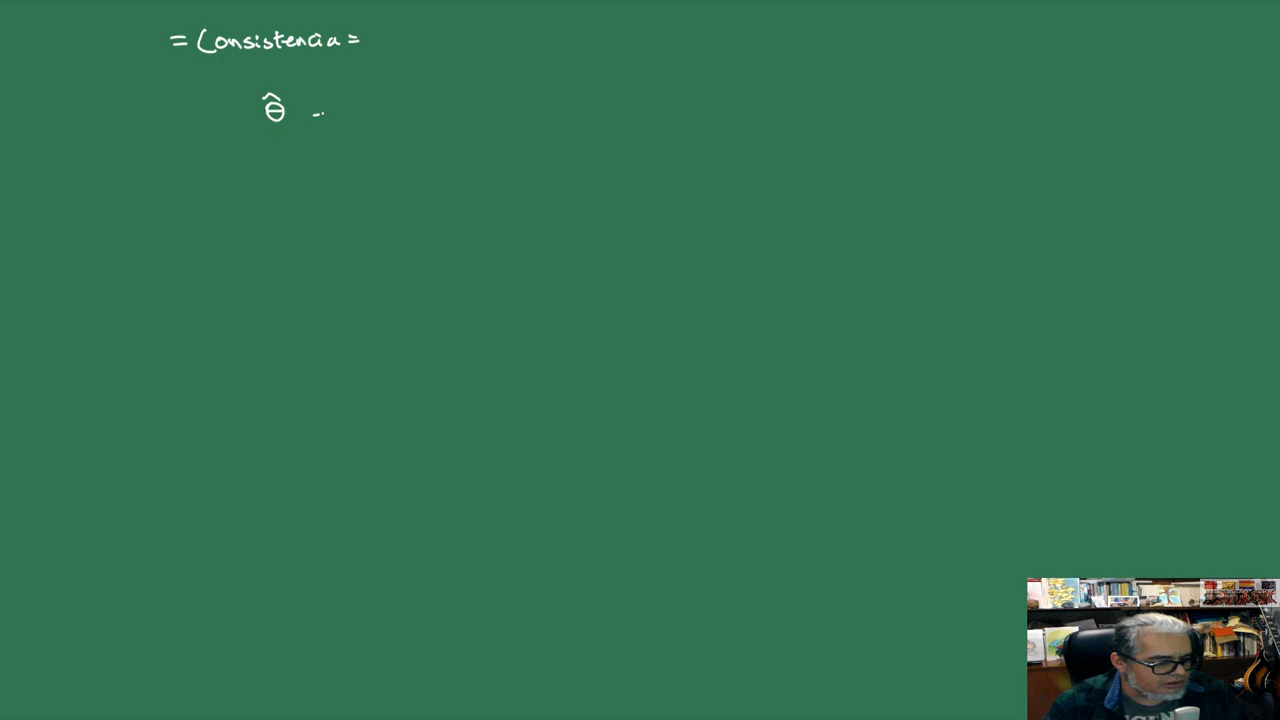 = Consistencia =
θ̂ -